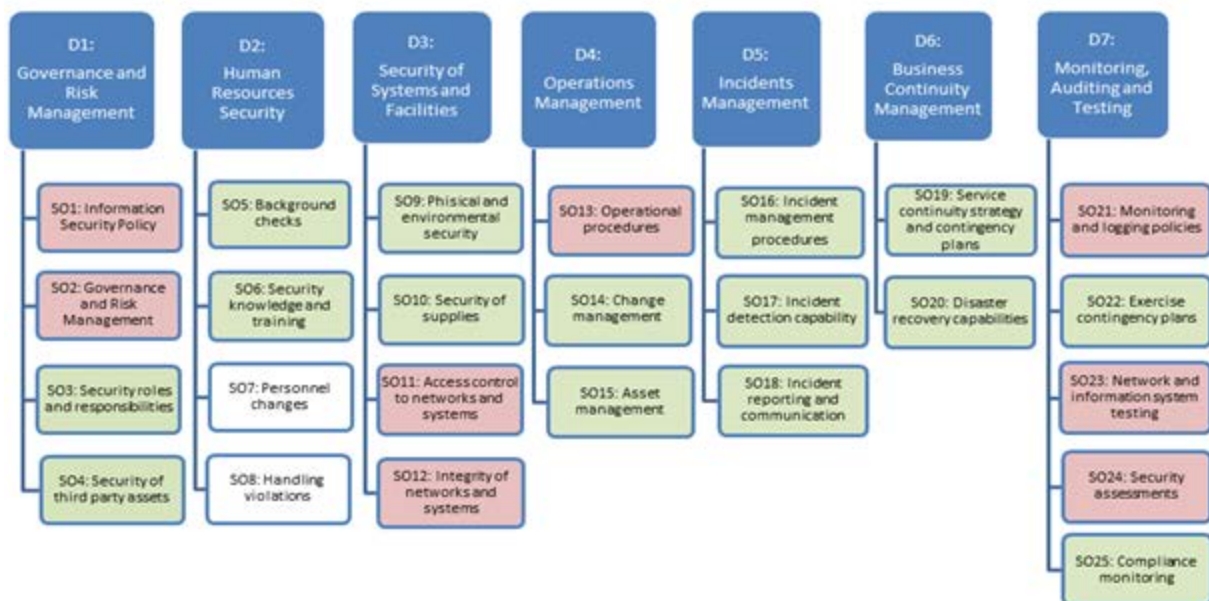 D1:
Governance and
Risk
Management
SO1: Information
Security Policy
SO2: Governance
and Risk
Management
SO3: Security roles
and responsibilities
SO4: Security of
third party assets
D2:
Human
Resources
Security
SO5: Background
checks
SO6: Security
knowledge and
training
SO7: Personnel
changes
SO8: Handling
violations
D3:
Security of
Systems and
Facilities
SO9: Phisical and
environmental
security
SO10: Security of
supplies
SO11: Access control
to networks and
systems
SO12: Integrity of
networks and
systems
D4:
Operations
Management
SO13: Operational
procedures
SO14: Change
management
SO15: Asset
management
D5:
Incidents
Management
SO16: Incident
management
procedures
SO17: Incident
detection capability
SO18: Incident
reporting and
communication
D6:
Business
Continuity
Management
SO19: Service
continuity strategy
and contingency
plans
SO20: Disaster
recovery capabilities
D7:
Monitoring,
Auditing and
Testing
SO21: Monitoring
and logging policies
SO22: Exercise
contingency plans
SO23: Network and
information system
testing
SO24: Security
assessments
SO25: Compliance
monitoring